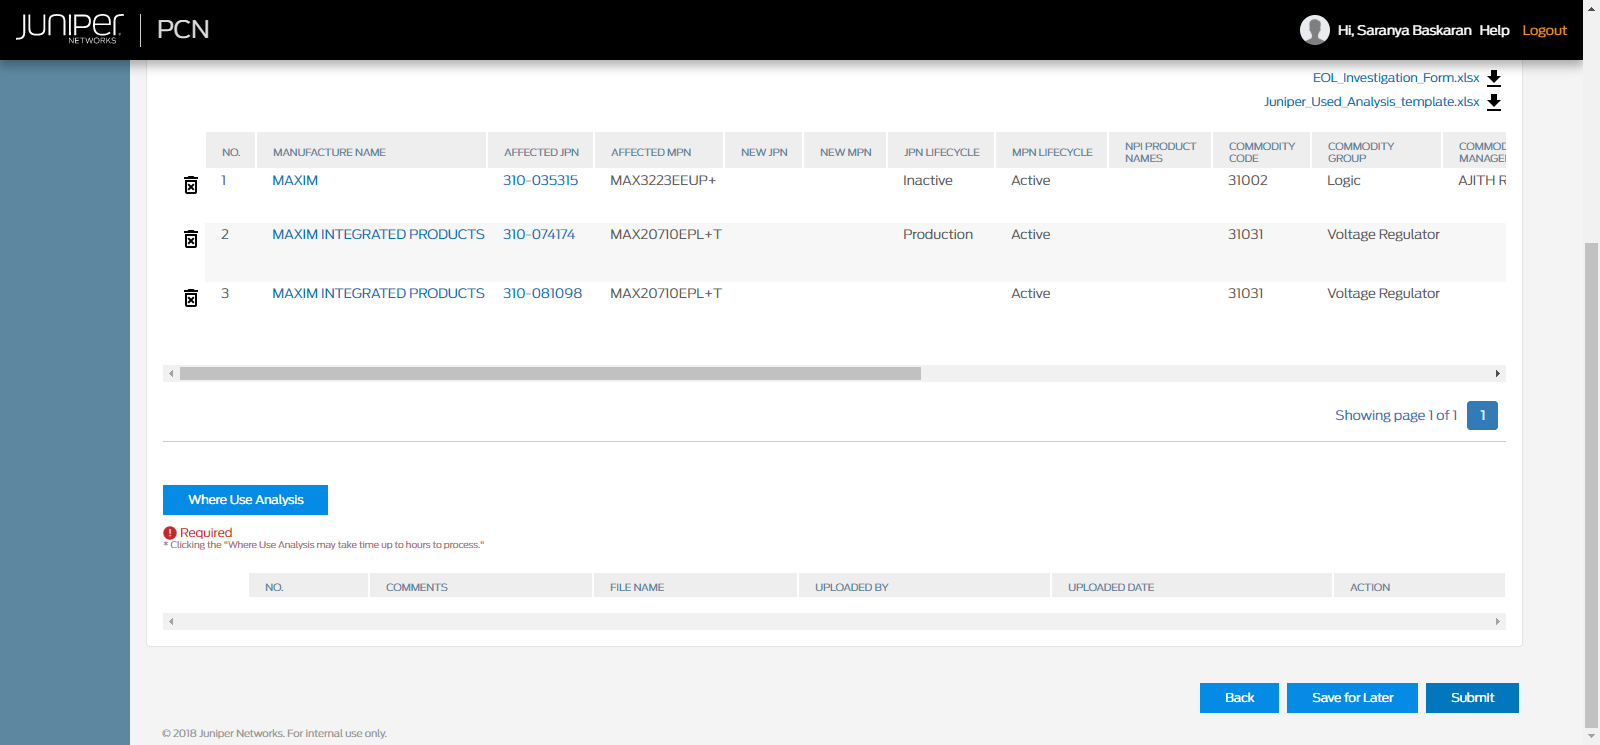 JUNIPER NETWORKS PCN Hi, Saranya Baskaran Help Logout
EOL_Investigation_Form.xlsx
Juniper_Used_Analysis_template.xlsx
NO. MANUFACTURE NAME AFFECTED JPN AFFECTED MPN NEW JPN NEW MPN JPN LIFECYCLE MPN LIFECYCLE NPI PRODUCT NAMES COMMODITY CODE COMMODITY GROUP COMMOD MANAGE
1 MAXIM 310-035315 MAX3223EEUP+ Inactive Active 31002 Logic AJITH R
2 MAXIM INTEGRATED PRODUCTS 310-074174 MAX20710EPL+T Production Active 31031 Voltage Regulator
3 MAXIM INTEGRATED PRODUCTS 310-081098 MAX20710EPL+T Active 31031 Voltage Regulator
Showing page 1 of 1 1
Where Use Analysis
! Required
* Clicking the "Where Use Analysis may take time up to hours to process."
NO. COMMENTS FILE NAME UPLOADED BY UPLOADED DATE ACTION
Back Save for Later Submit
© 2018 Juniper Networks. For internal use only.